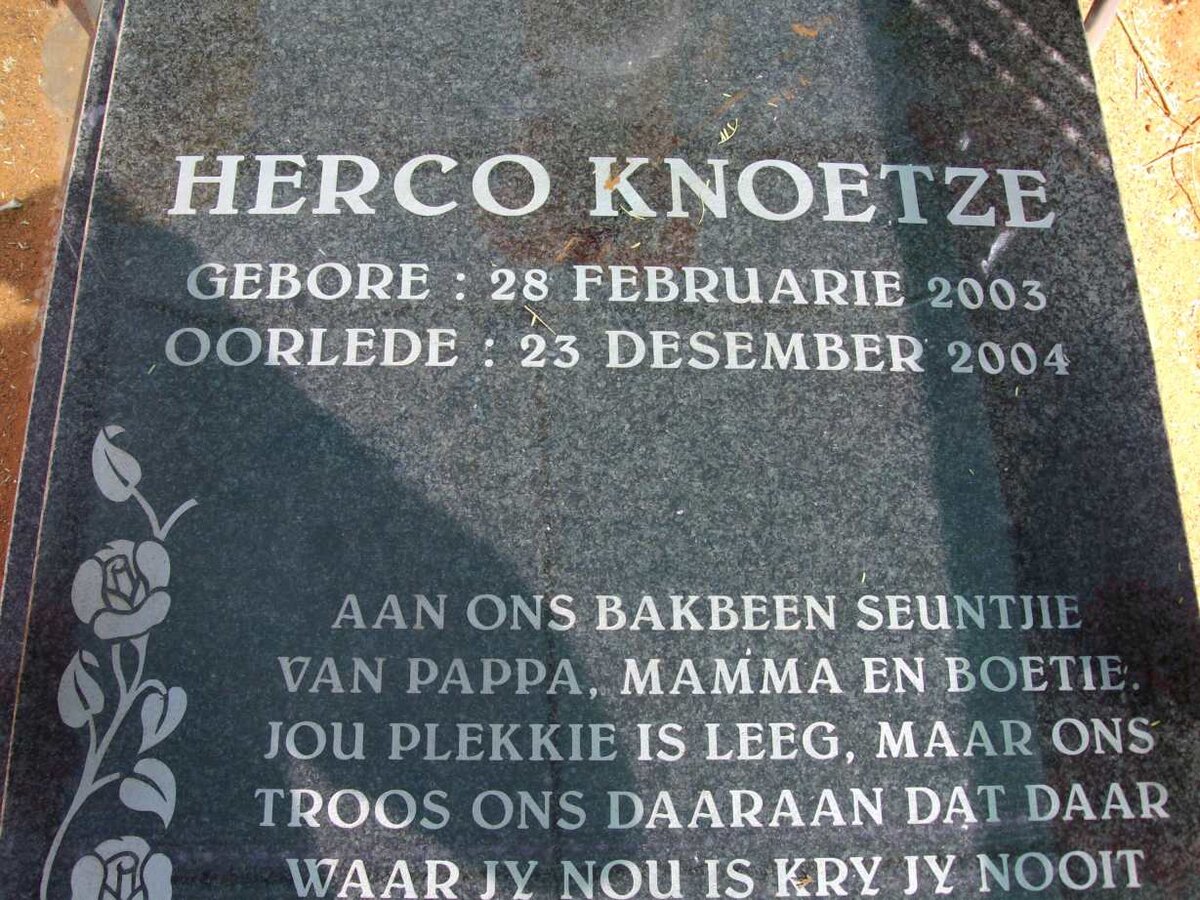 HERCO KNOETZE
GEBORE : 28 FEBRUARIE 2003
OORLEDE : 23 DESEMBER 2004
AAN ONS BAKBEEN SEUNTJIE
VAN PAPPA, MAMMA EN BOETIE.
JOU PLEKKIE IS LEEG, MAAR ONS
TROOS ONS DAARAAN DAT DAAR
WAAR JY NOU IS KRY JY NOOIT